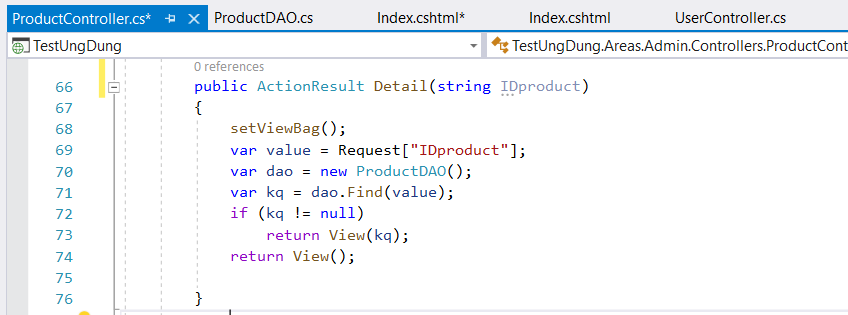 ProductController.cs* ProductDAO.cs Index.cshtml* Index.cshtml UserController.cs
TestUngDung TestUngDung.Areas.Admin.Controllers.ProductCont
0 references
66 public ActionResult Detail(string IDproduct)
67 {
68 setViewBag();
69 var value = Request["IDproduct"];
70 var dao = new ProductDAO();
71 var kq = dao.Find(value);
72 if (kq != null)
73 return View(kq);
74 return View();
75
76 }